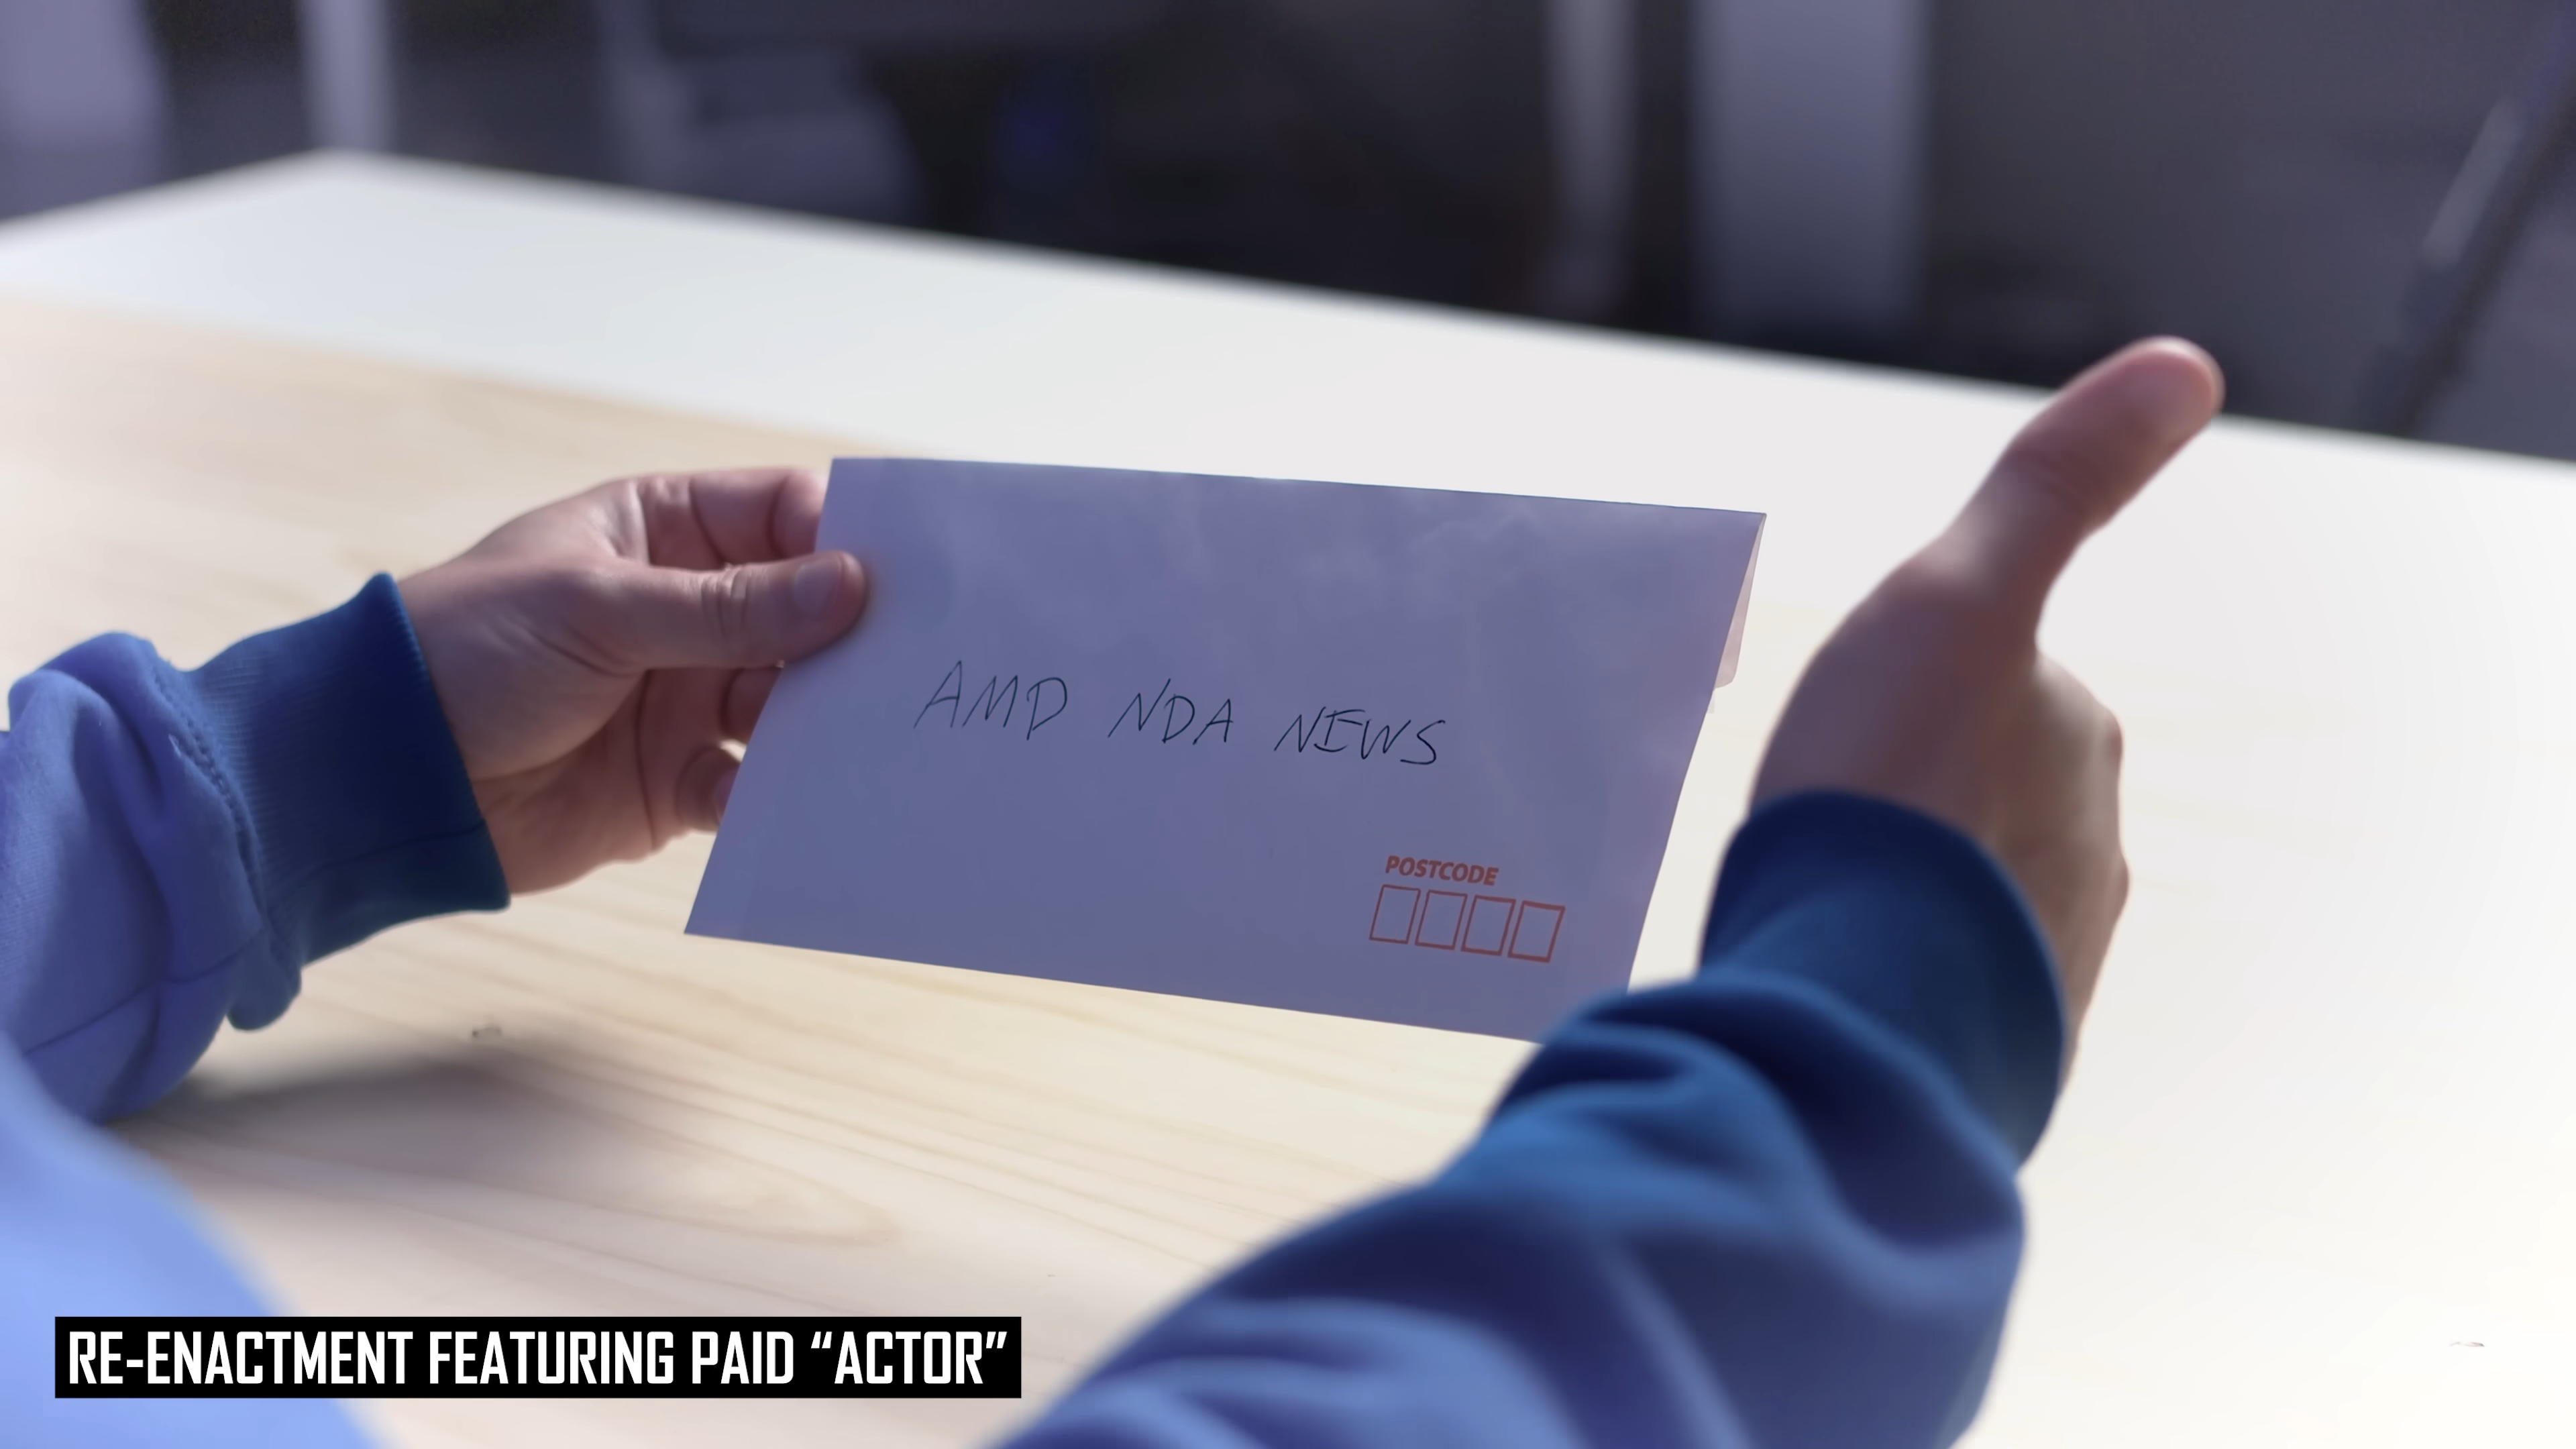 AMD NDA NEWS
POSTCODE
RE-ENACTMENT FEATURING PAID “ACTOR”